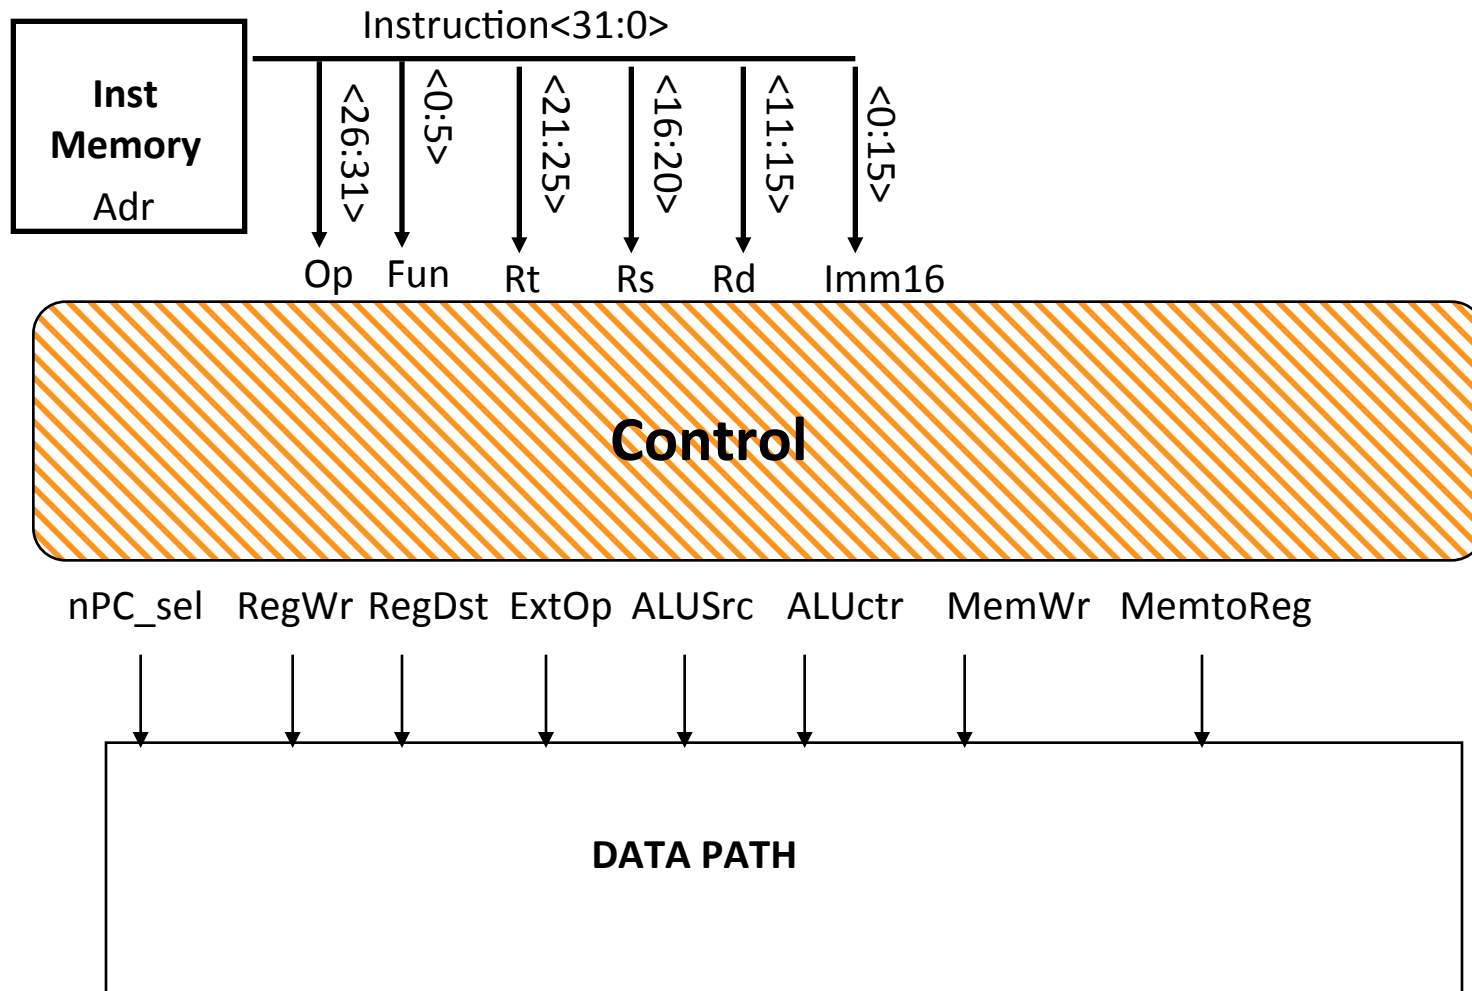 Instruction<31:0>
Inst
Memory
Adr
<26:31>
<0:5>
<21:25>
<16:20>
<11:15>
<0:15>
Op Fun Rt Rs Rd Imm16
Control
nPC_sel RegWr RegDst ExtOp ALUSrc ALUctr MemWr MemtoReg
DATA PATH